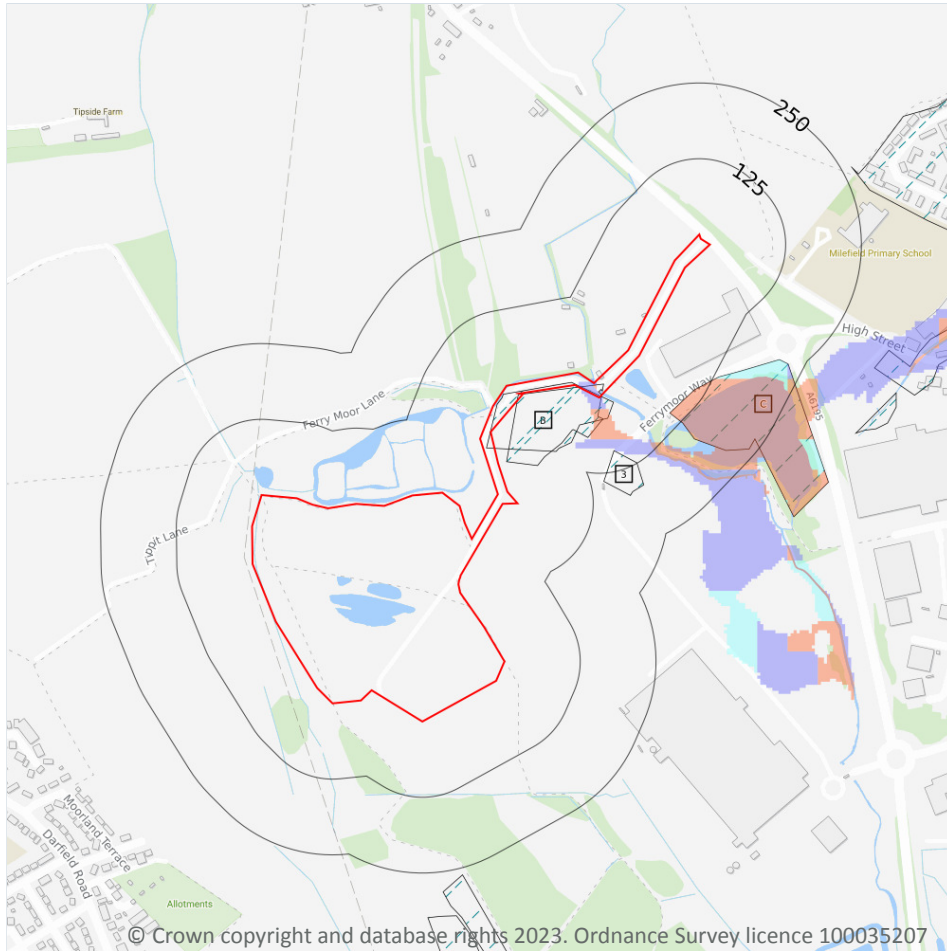 250
Tipside Farm
125
Milefield Primary School
High Street
Ferrymoor Way
C
A6195
Ferry Moor Lane
B
3
Tippit Lane
Moorland Terrace
Darfield Road
Allotments
© Crown copyright and database rights 2023. Ordnance Survey licence 100035207